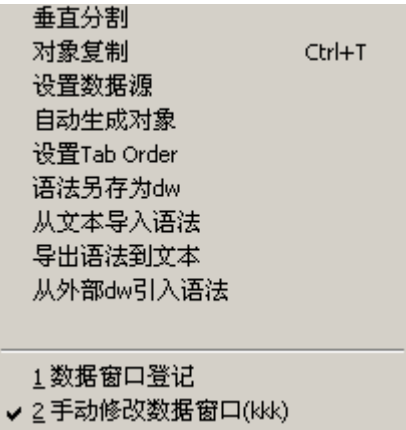 垂直分割
对象复制 Ctrl+T
设置数据源
自动生成对象
设置Tab Order
语法另存为dw
从文本导入语法
导出语法到文本
从外部dw引入语法
1 数据窗口登记
2 手动修改数据窗口(kkk)